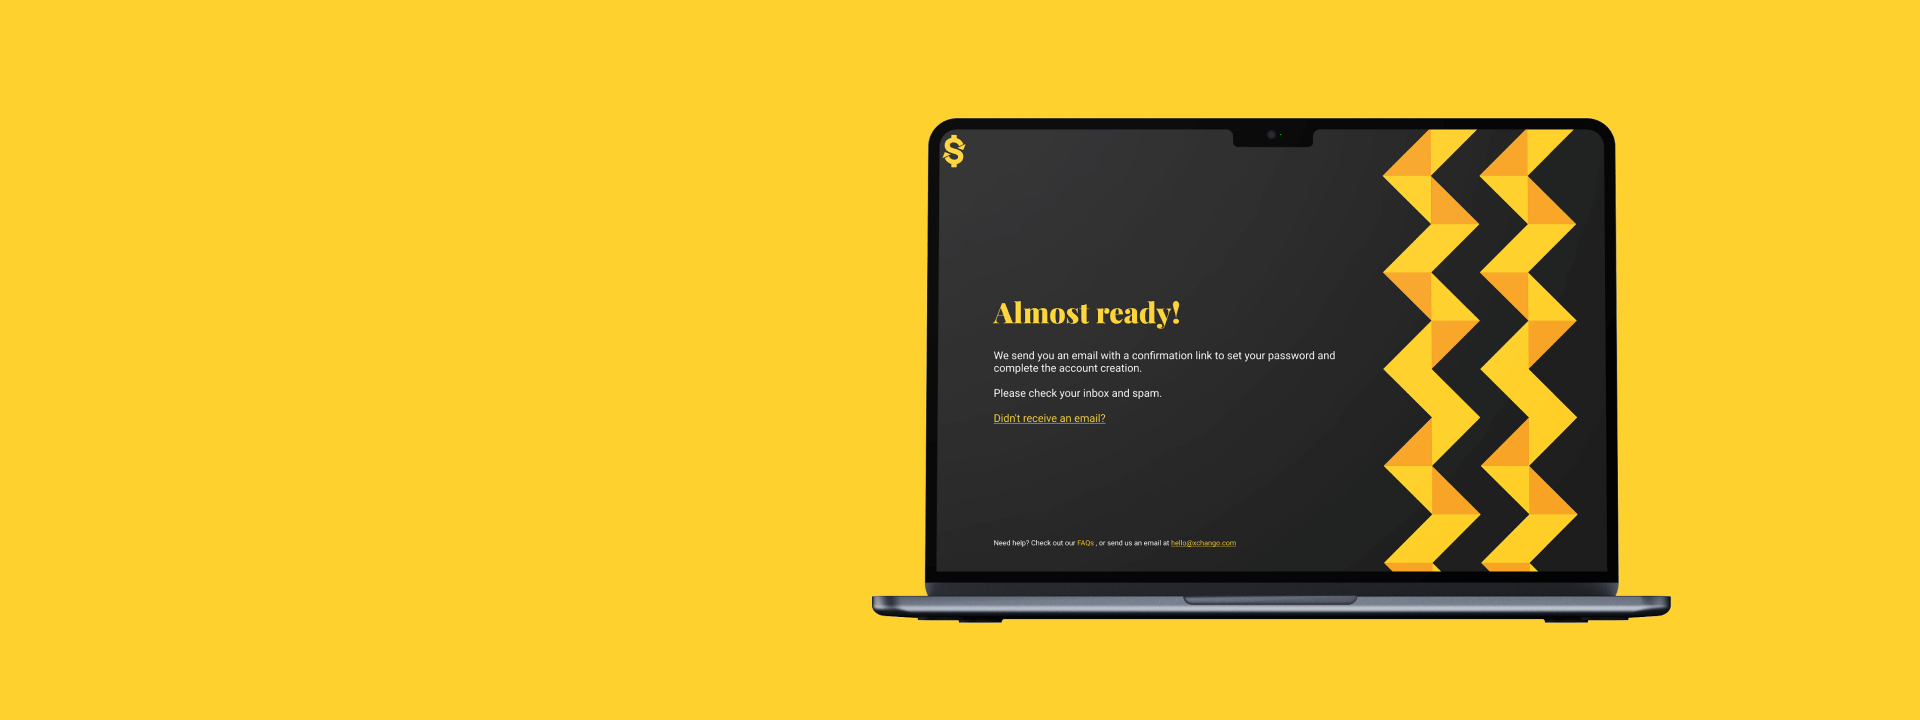 Almost ready!
We send you an email with a confirmation link to set your password and
complete the account creation.
Please check your inbox and spam.
Didn't receive an email?
Need help? Check out our FAQs , or send us an email at hello@xchango.com